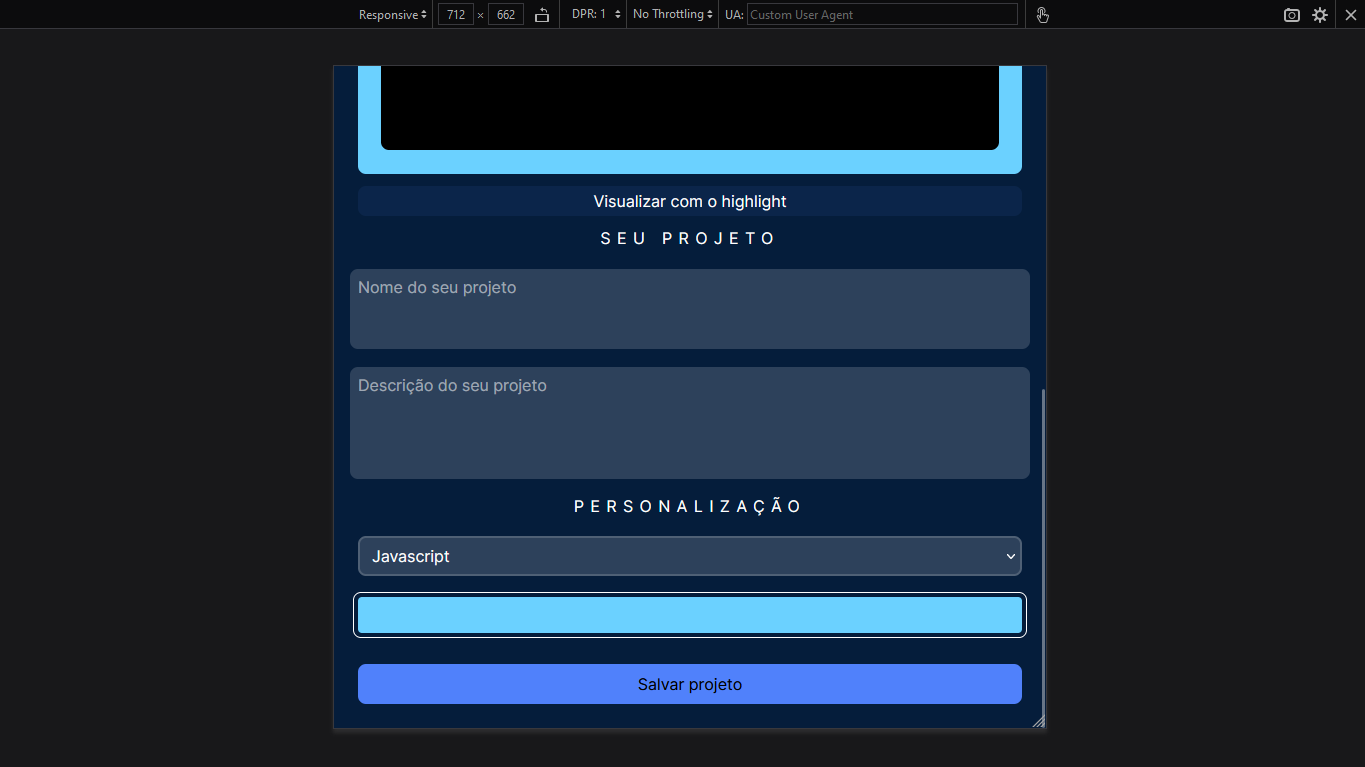 Responsive 712 × 662 DPR: 1 No Throttling UA: Custom User Agent
Visualizar com o highlight
SEU PROJETO
Nome do seu projeto
Descrição do seu projeto
PERSONALIZAÇÃO
Javascript
Salvar projeto